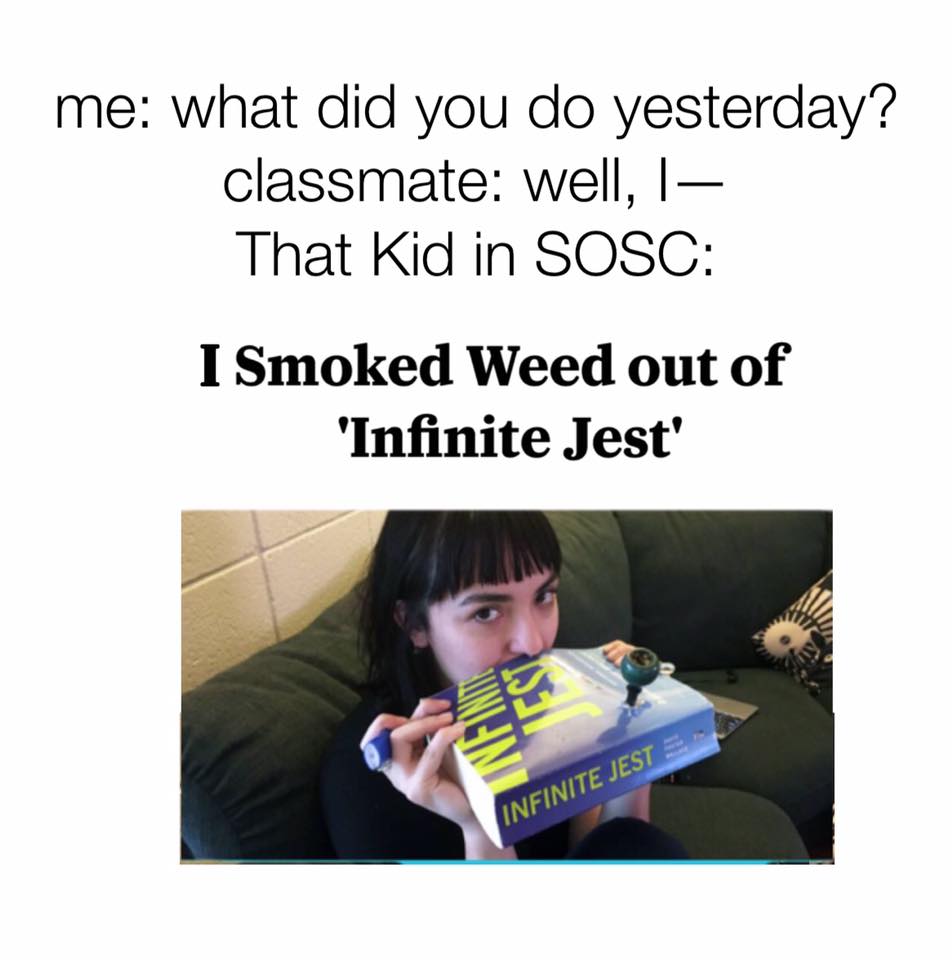 me: what did you do yesterday?
classmate: well, I—
That Kid in SOSC:
I Smoked Weed out of
'Infinite Jest'
INFINITE
JEST
INFINITE JEST